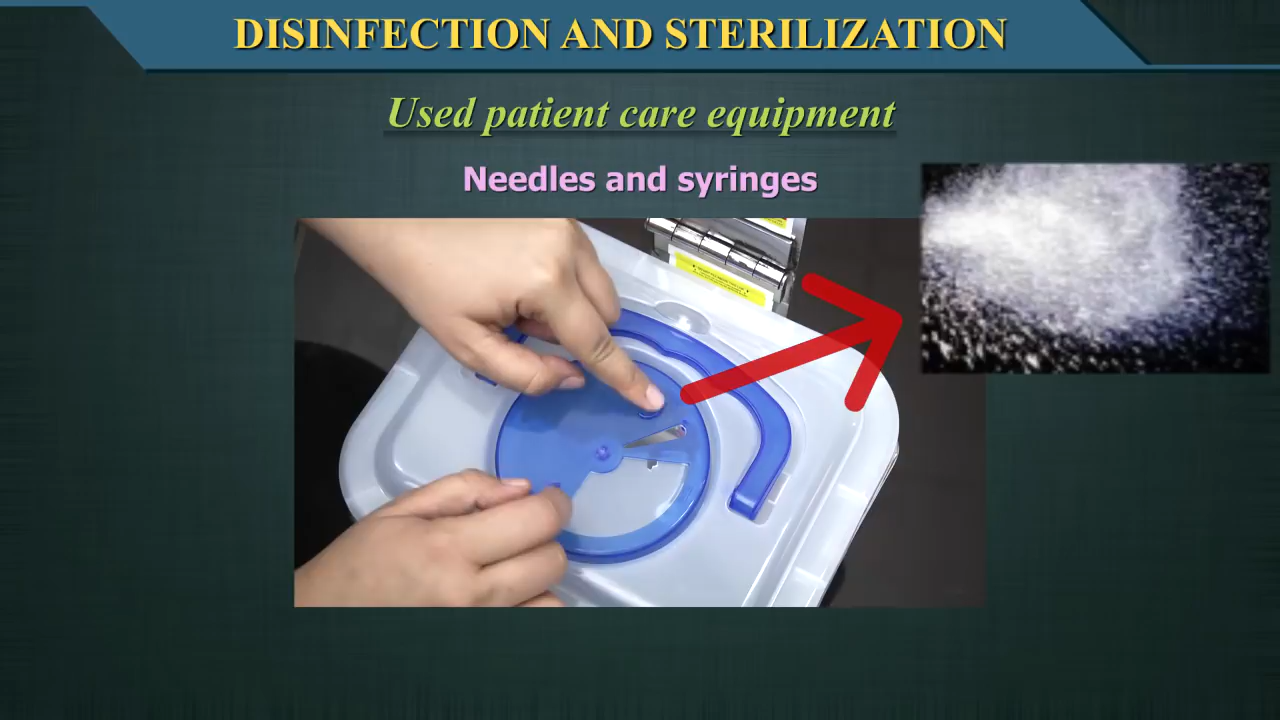 DISINFECTION AND STERILIZATION
Used patient care equipment
Needles and syringes